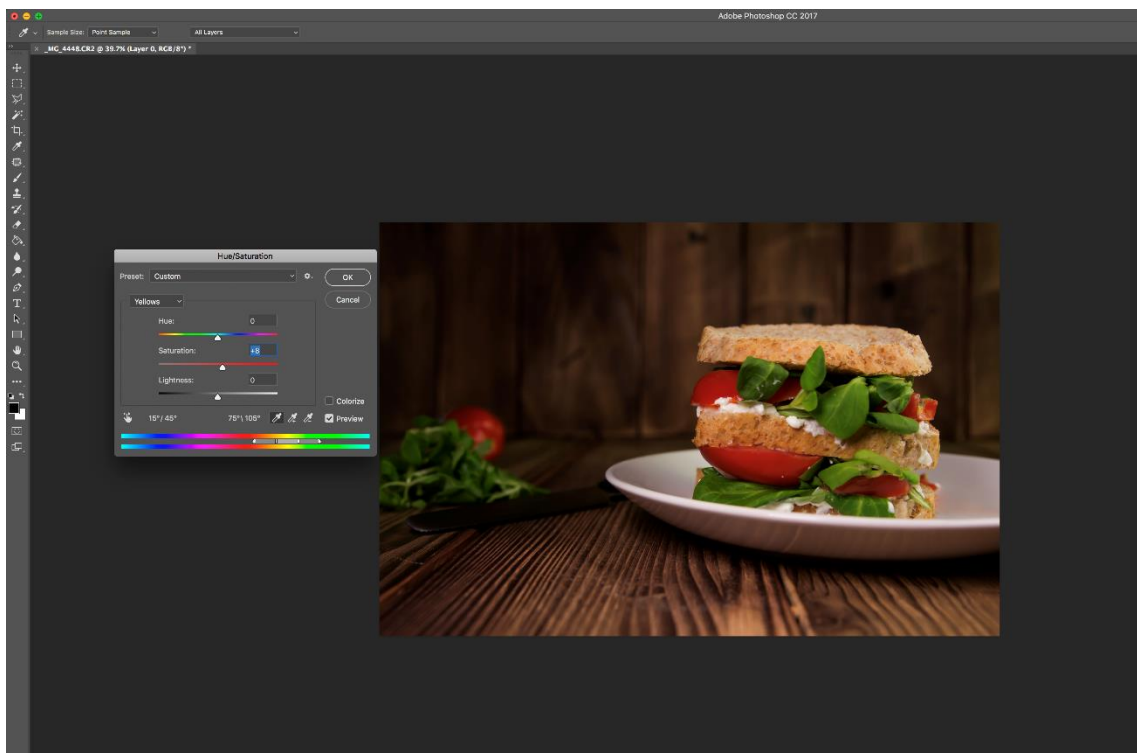 Adobe Photoshop CC 2017
Sample Size: Point Sample All Layers
× _MG_4448.CR2 @ 39.7% (Layer 0, RGB/8*) *
Hue/Saturation
Preset: Custom
OK
Cancel
Yellows
Hue: 0
Saturation: +8
Lightness: 0
Colorize
15°/ 45° 75°\ 105°
Preview